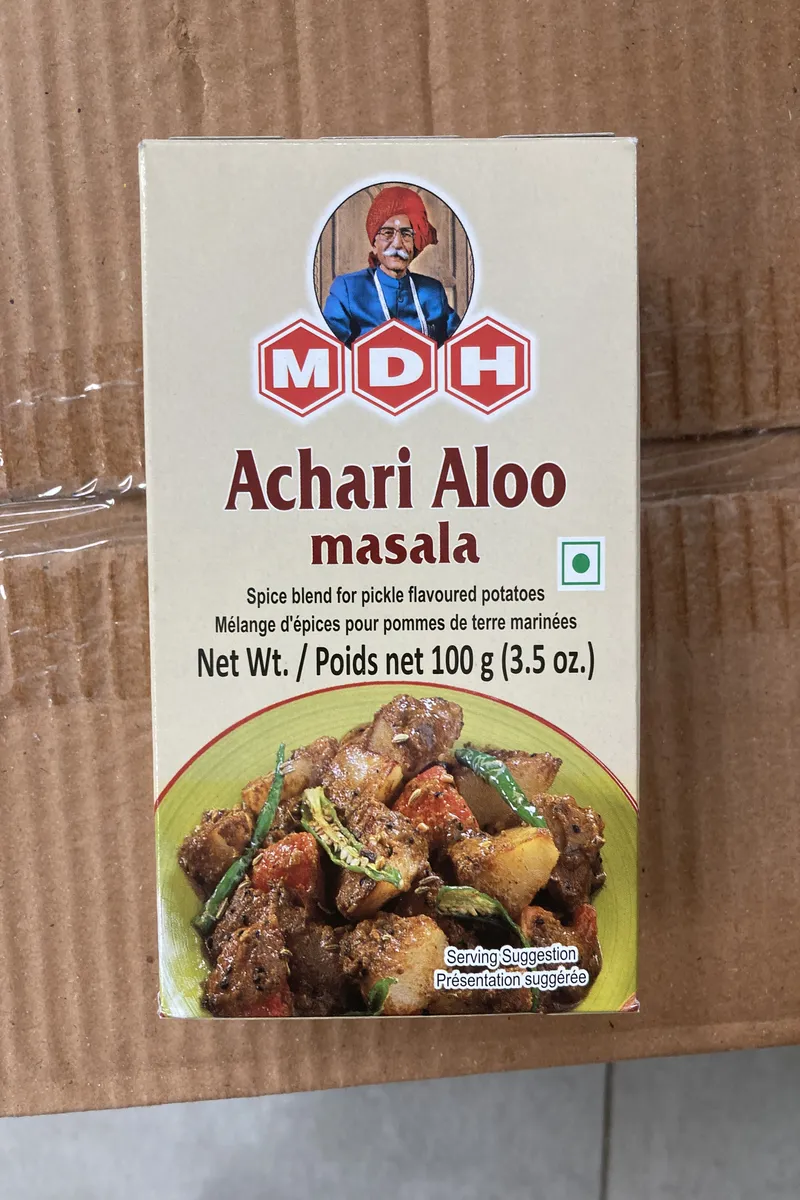 MDH
Achari Aloo
masala
Spice blend for pickle flavoured potatoes
Mélange d'épices pour pommes de terre marinées
Net Wt. / Poids net 100 g (3.5 oz.)
Serving Suggestion
Présentation suggérée